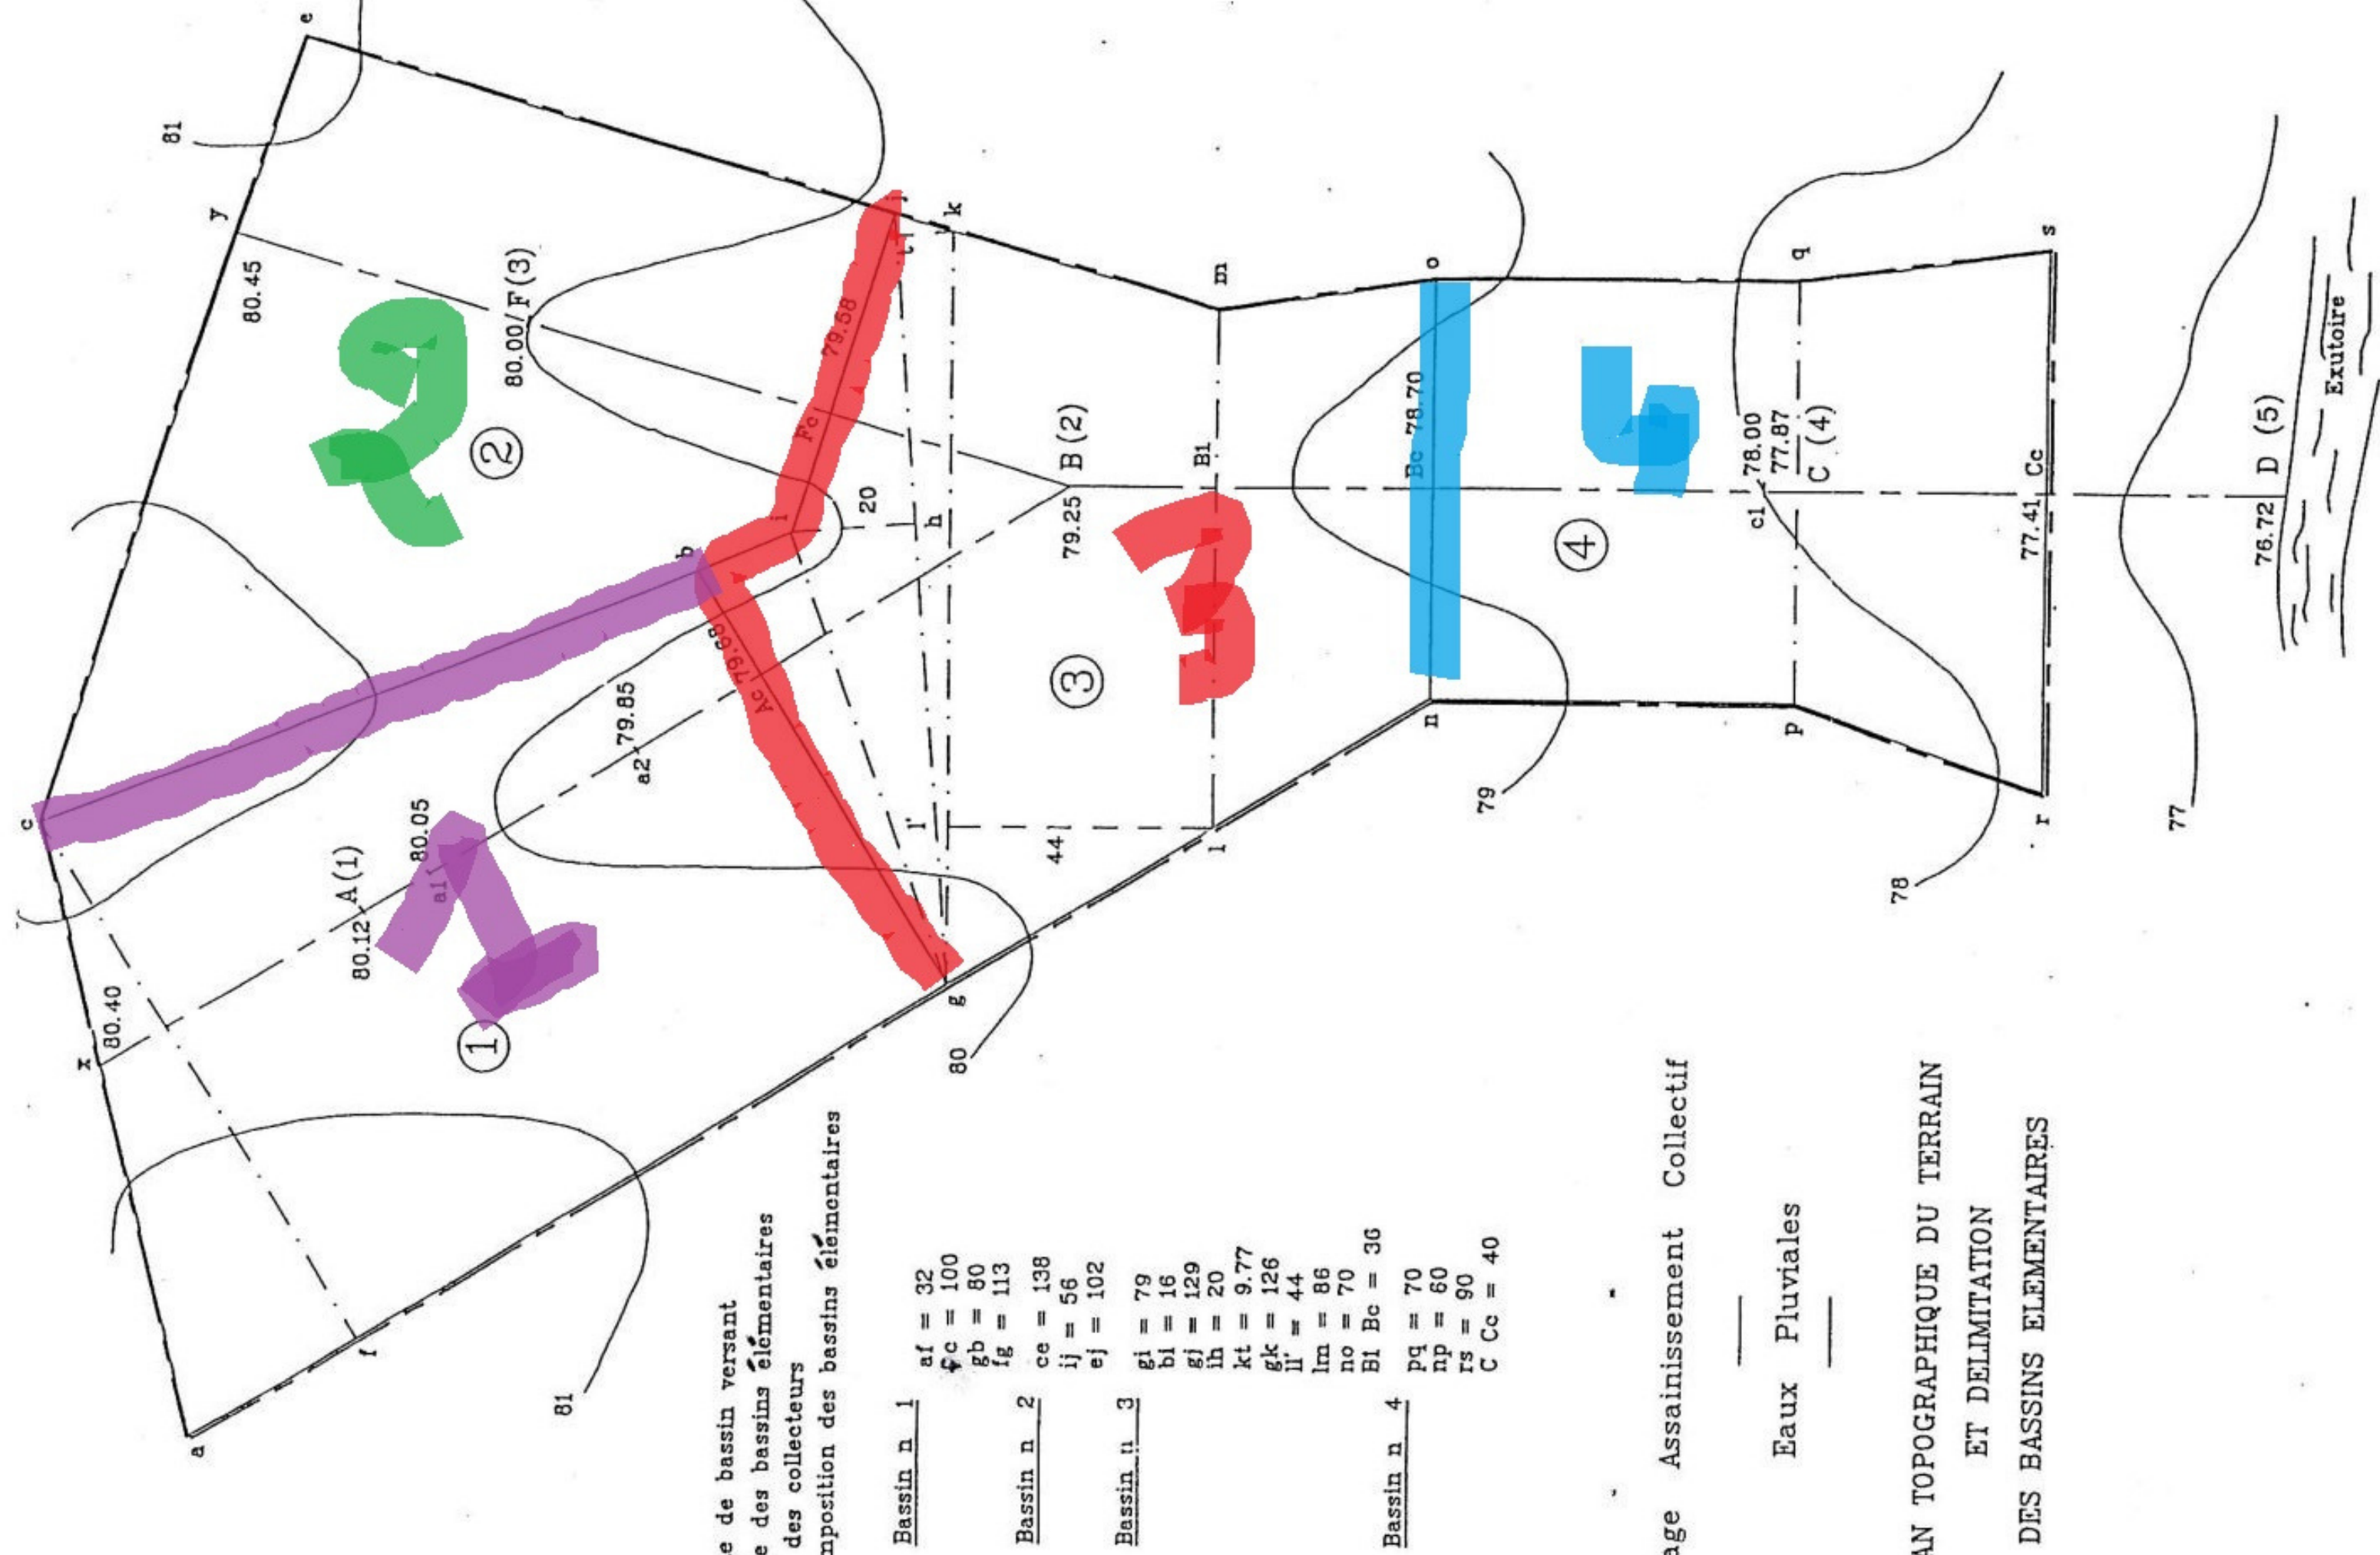 e
81
y
80.45
c
80.00/F(3)
2
2
x
80.40
80.12 A(1)
a1 80.05
1
1
a2 79.85
b
i
20
79.58
Fc
j
t
k
h
l'
Ac 79.68
g
80
a
f
81
B(2)
79.25
3
3
44
l
B1
m
Bc 78.70
o
n
79
4
4
c1 78.00
77.87
C (4)
q
p
78
77.41 Cc
s
r
77
76.72 D (5)
Exutoire
e de bassin versant
e des bassins élémentaires
des collecteurs
mposition des bassins élémentaires
Bassin n 1
af = 32
fc = 100
gb = 80
fg = 113
Bassin n 2
ce = 138
ij = 56
ej = 102
Bassin n 3
gi = 79
bi = 16
gj = 129
ih = 20
kt = 9.77
gk = 126
ll' = 44
lm = 86
no = 70
B1 Bc = 36
Bassin n 4
pq = 70
np = 60
rs = 90
C Cc = 40
age Assainissement Collectif
Eaux Pluviales
AN TOPOGRAPHIQUE DU TERRAIN
ET DELIMITATION
DES BASSINS ELEMENTAIRES